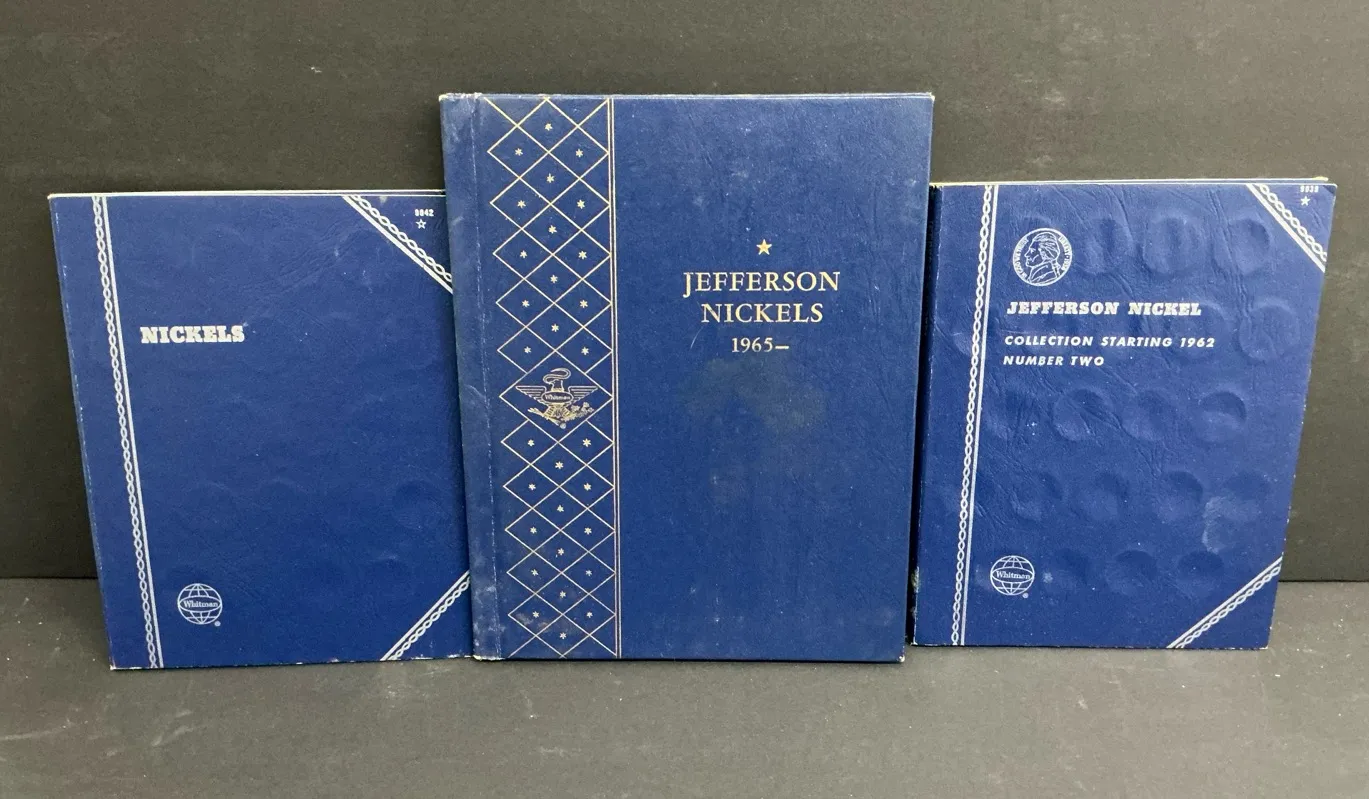 9042
NICKELS
Whitman
JEFFERSON
NICKELS
1965—
Whitman
JEFFERSON NICKEL
COLLECTION STARTING 1962
NUMBER TWO
Whitman